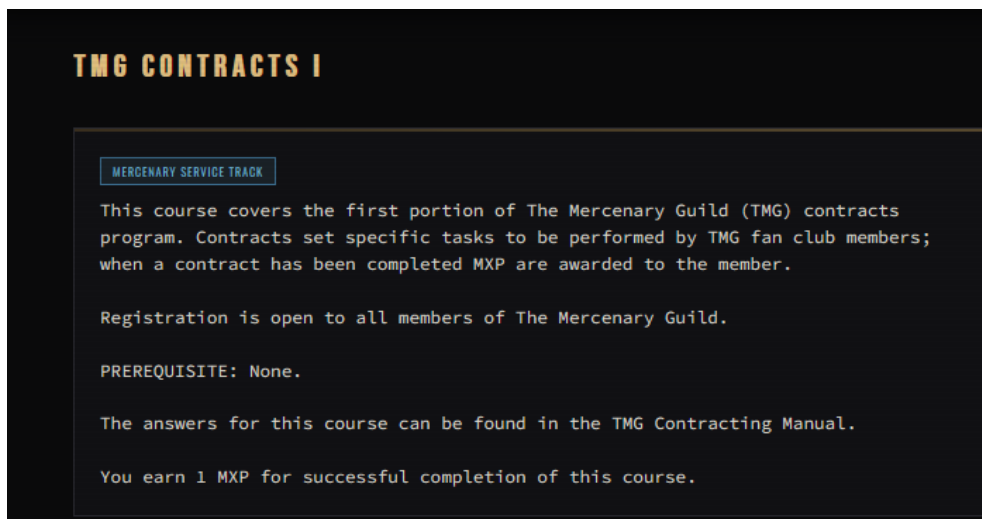 TMG CONTRACTS I
MERCENARY SERVICE TRACK
This course covers the first portion of The Mercenary Guild (TMG) contracts
program. Contracts set specific tasks to be performed by TMG fan club members;
when a contract has been completed MXP are awarded to the member.
Registration is open to all members of The Mercenary Guild.
PREREQUISITE: None.
The answers for this course can be found in the TMG Contracting Manual.
You earn 1 MXP for successful completion of this course.